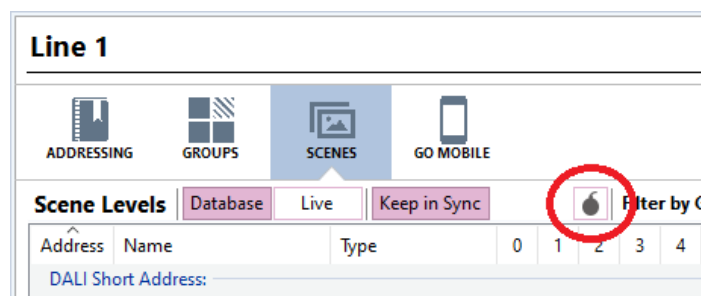 Line 1
ADDRESSING GROUPS SCENES GO MOBILE
Scene Levels Database Live Keep in Sync Filter by
Address Name Type 0 1 2 3 4
DALI Short Address: